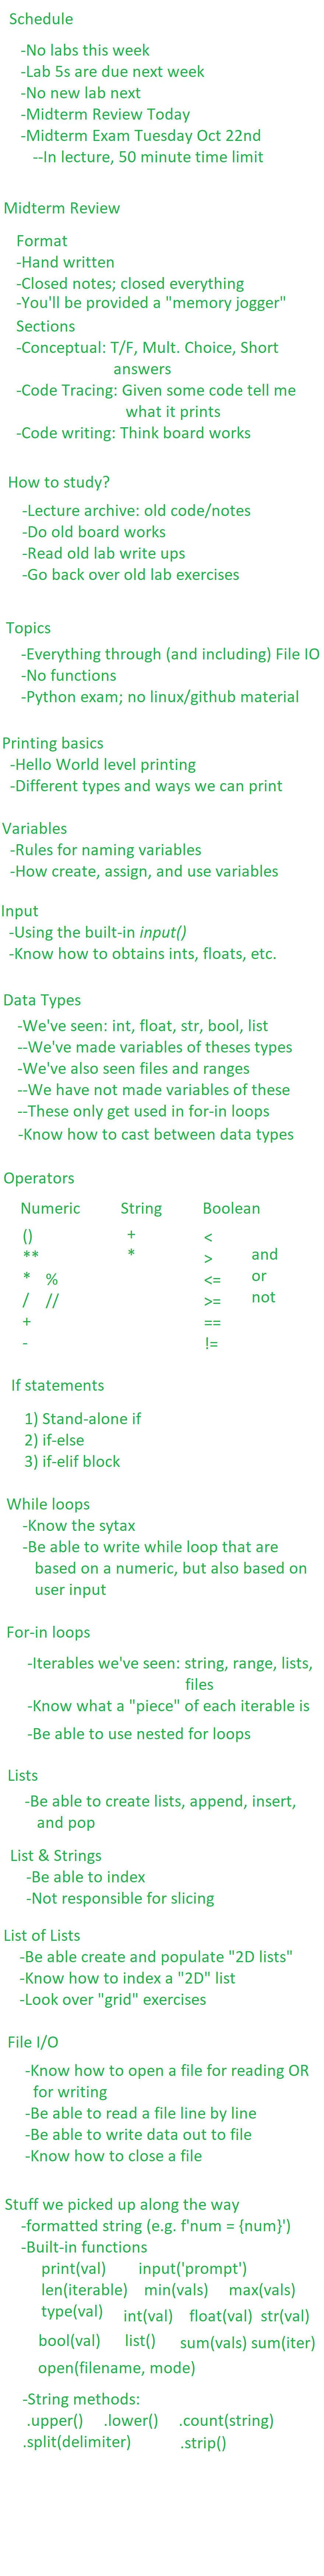 Schedule
-No labs this week
-Lab 5s are due next week
-No new lab next
-Midterm Review Today
-Midterm Exam Tuesday Oct 22nd
--In lecture, 50 minute time limit
Midterm Review
Format
-Hand written
-Closed notes; closed everything
-You'll be provided a "memory jogger"
Sections
-Conceptual: T/F, Mult. Choice, Short
answers
-Code Tracing: Given some code tell me
what it prints
-Code writing: Think board works
How to study?
-Lecture archive: old code/notes
-Do old board works
-Read old lab write ups
-Go back over old lab exercises
Topics
-Everything through (and including) File IO
-No functions
-Python exam; no linux/github material
Printing basics
-Hello World level printing
-Different types and ways we can print
Variables
-Rules for naming variables
-How create, assign, and use variables
Input
-Using the built-in input()
-Know how to obtains ints, floats, etc.
Data Types
-We've seen: int, float, str, bool, list
--We've made variables of theses types
-We've also seen files and ranges
--We have not made variables of these
--These only get used in for-in loops
-Know how to cast between data types
Operators
Numeric String Boolean
() + <
** * > and
* % <= or
/ // >= not
+ ==
- !=
If statements
1) Stand-alone if
2) if-else
3) if-elif block
While loops
-Know the sytax
-Be able to write while loop that are
based on a numeric, but also based on
user input
For-in loops
-Iterables we've seen: string, range, lists,
files
-Know what a "piece" of each iterable is
-Be able to use nested for loops
Lists
-Be able to create lists, append, insert,
and pop
List & Strings
-Be able to index
-Not responsible for slicing
List of Lists
-Be able create and populate "2D lists"
-Know how to index a "2D" list
-Look over "grid" exercises
File I/O
-Know how to open a file for reading OR
for writing
-Be able to read a file line by line
-Be able to write data out to file
-Know how to close a file
Stuff we picked up along the way
-formatted string (e.g. f'num = {num}')
-Built-in functions
print(val) input('prompt')
len(iterable) min(vals) max(vals)
type(val) int(val) float(val) str(val)
bool(val) list() sum(vals) sum(iter)
open(filename, mode)
-String methods:
.upper() .lower() .count(string)
.split(delimiter) .strip()